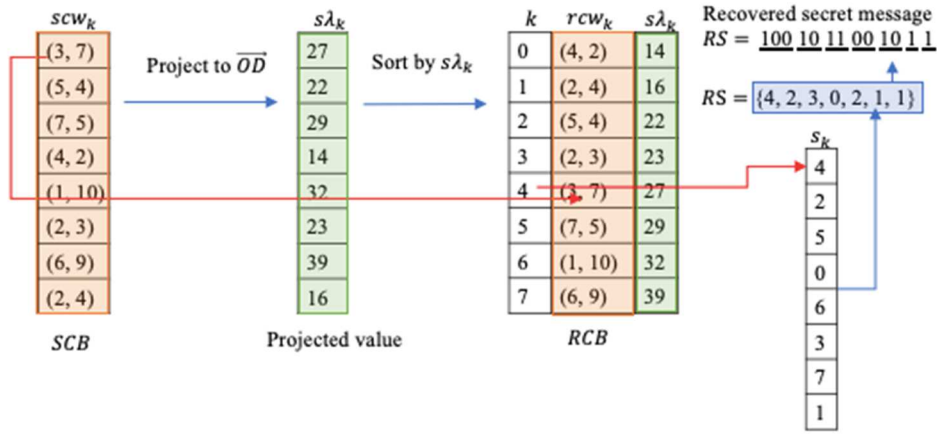 scw_k sλ_k k rcw_k sλ_k Recovered secret message
RS = 100 10 11 00 10 1 1
(3, 7) 27 0 (4, 2) 14
Project to OD Sort by sλ_k
(5, 4) 22 1 (2, 4) 16 RS = {4, 2, 3, 0, 2, 1, 1}
(7, 5) 29 2 (5, 4) 22
s_k
(4, 2) 14 3 (2, 3) 23 4
(1, 10) 32 4 (3, 7) 27 2
(2, 3) 23 5 (7, 5) 29 5
(6, 9) 39 6 (1, 10) 32 0
(2, 4) 16 7 (6, 9) 39 6
SCB Projected value RCB 3
7
1